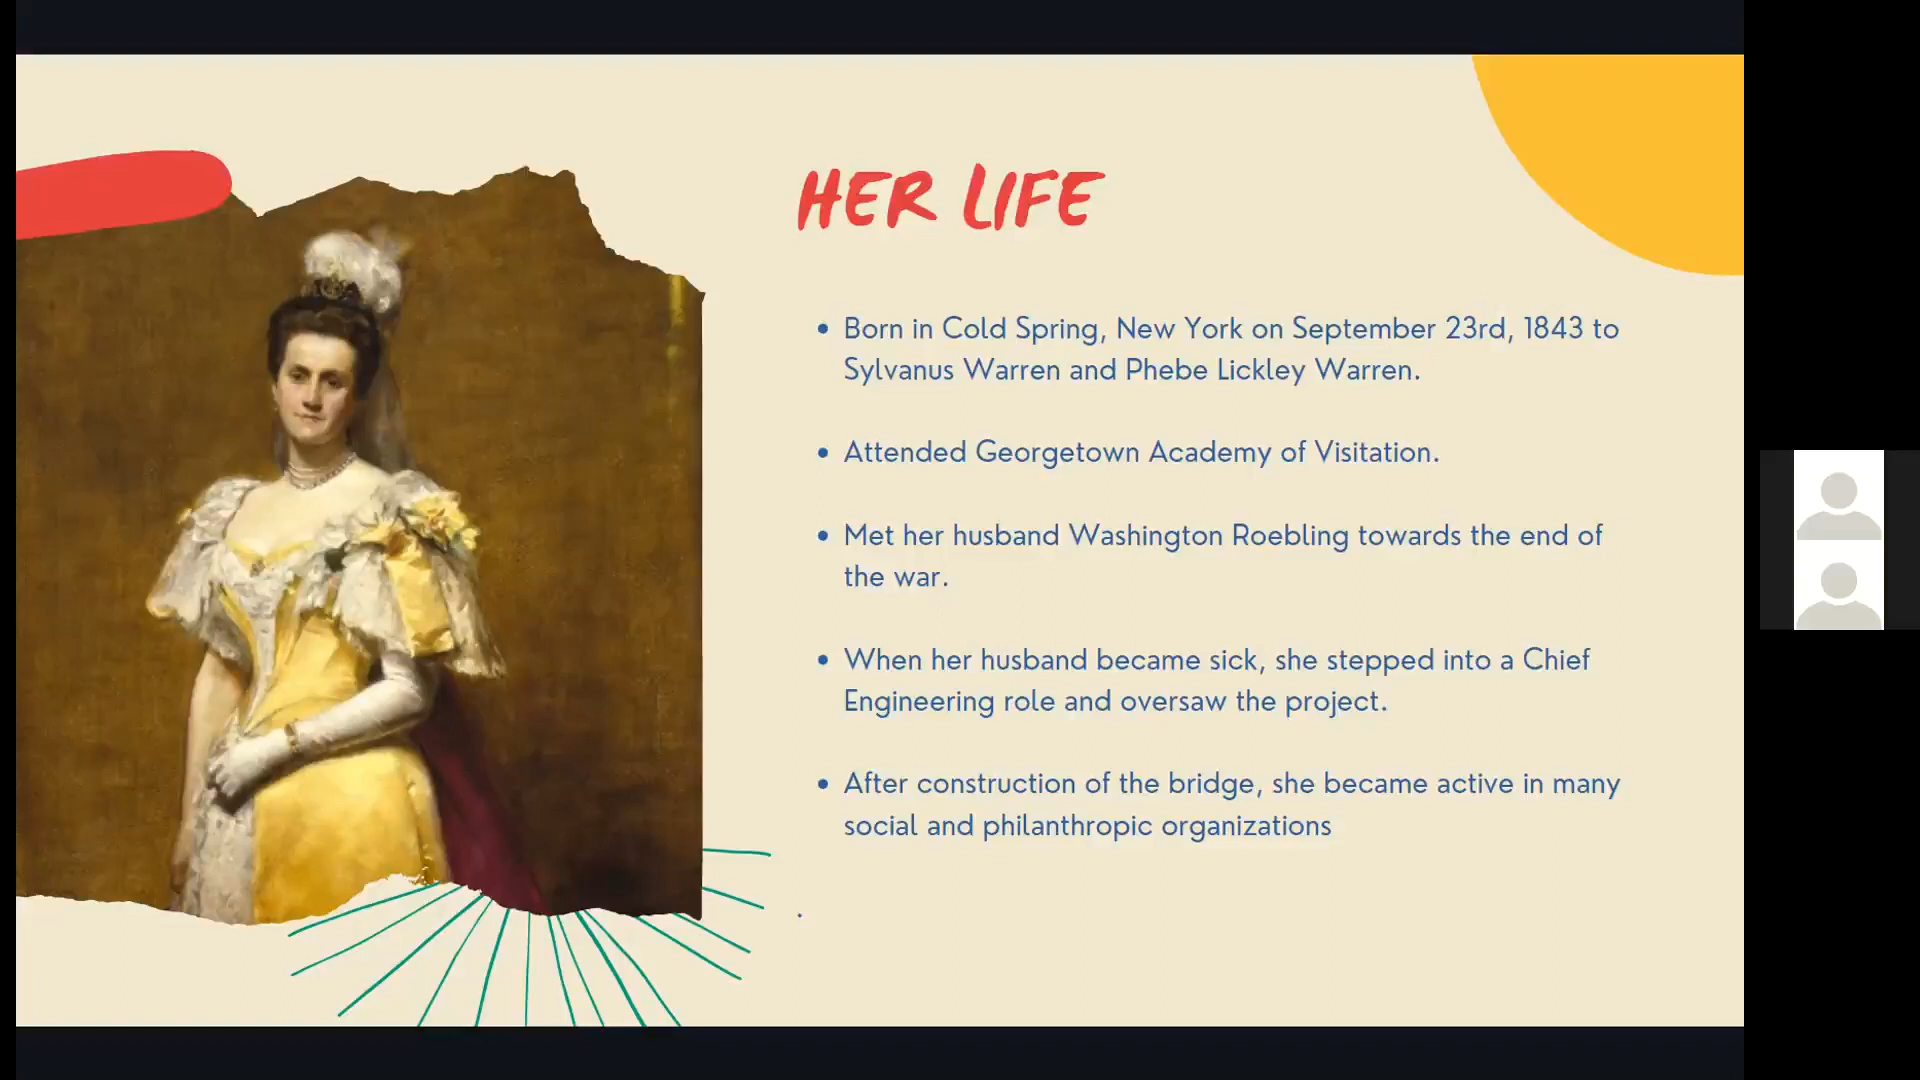 HER LIFE
• Born in Cold Spring, New York on September 23rd, 1843 to
Sylvanus Warren and Phebe Lickley Warren.
• Attended Georgetown Academy of Visitation.
• Met her husband Washington Roebling towards the end of
the war.
• When her husband became sick, she stepped into a Chief
Engineering role and oversaw the project.
• After construction of the bridge, she became active in many
social and philanthropic organizations
.